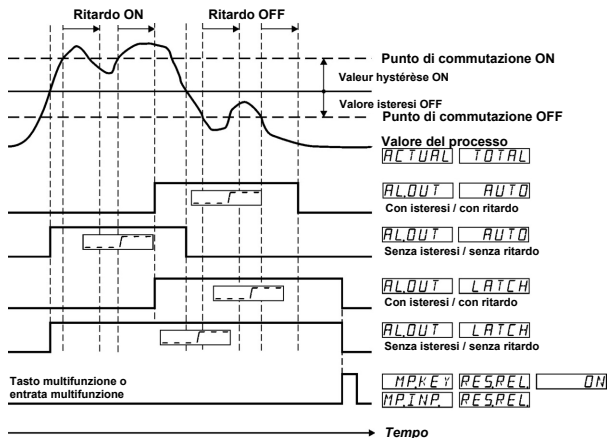 Ritardo ON Ritardo OFF
Punto di commutazione ON
Valeur hystérèse ON
Valore isteresi OFF
Punto di commutazione OFF
Valore del processo
ACTUAL TOTAL
AL.OUT AUTO
Con isteresi / con ritardo
AL.OUT AUTO
Senza isteresi / senza ritardo
AL.OUT LATCH
Con isteresi / con ritardo
AL.OUT LATCH
Senza isteresi / senza ritardo
Tasto multifunzione o
entrata multifunzione
MP.KEY RES.REL. ON
MP.INP. RES.REL.
Tempo